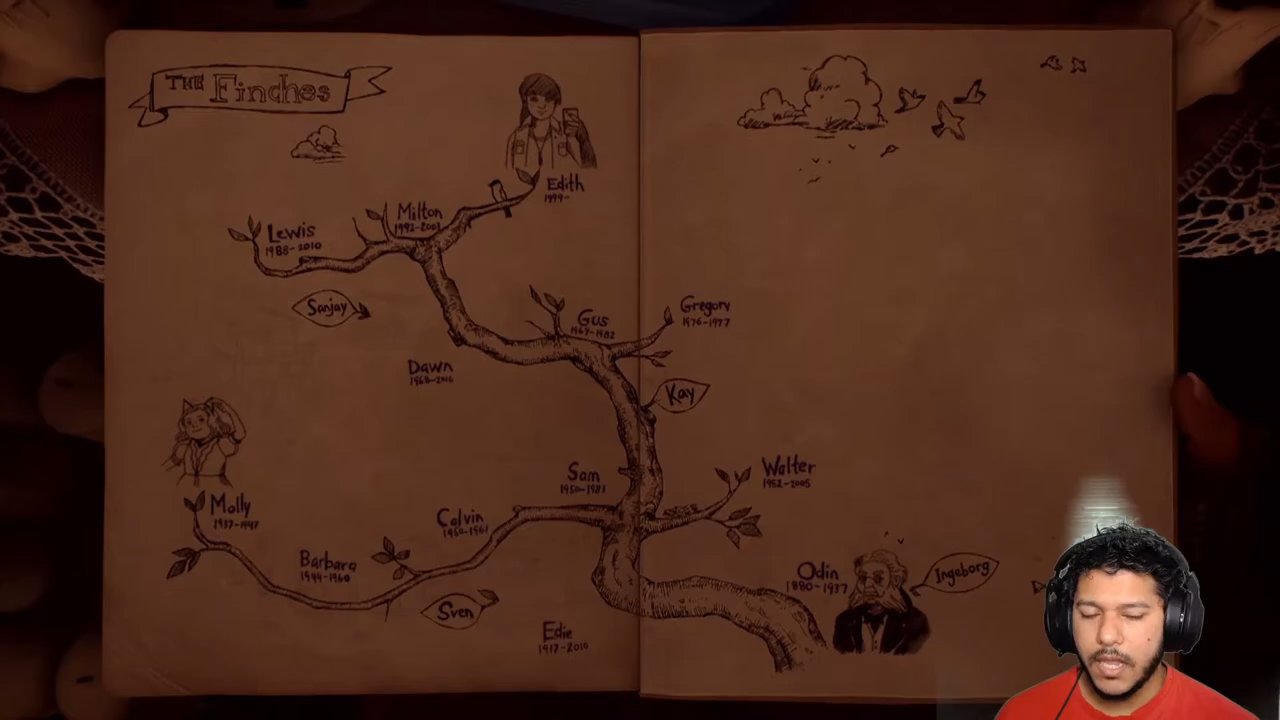 THE Finches
Edith
1999-
Milton
1992-2003
Lewis
1988-2010
Sanjay
Gus
1969-1982
Gregory
1976-1977
Dawn
1968-2016
Kay
Sam
1950-1983
Walter
1952-2005
Molly
1937-1947
Calvin
1950-1961
Barbara
1944-1960
Sven
Odin
1880-1937
Ingeborg
Edie
1917-2010